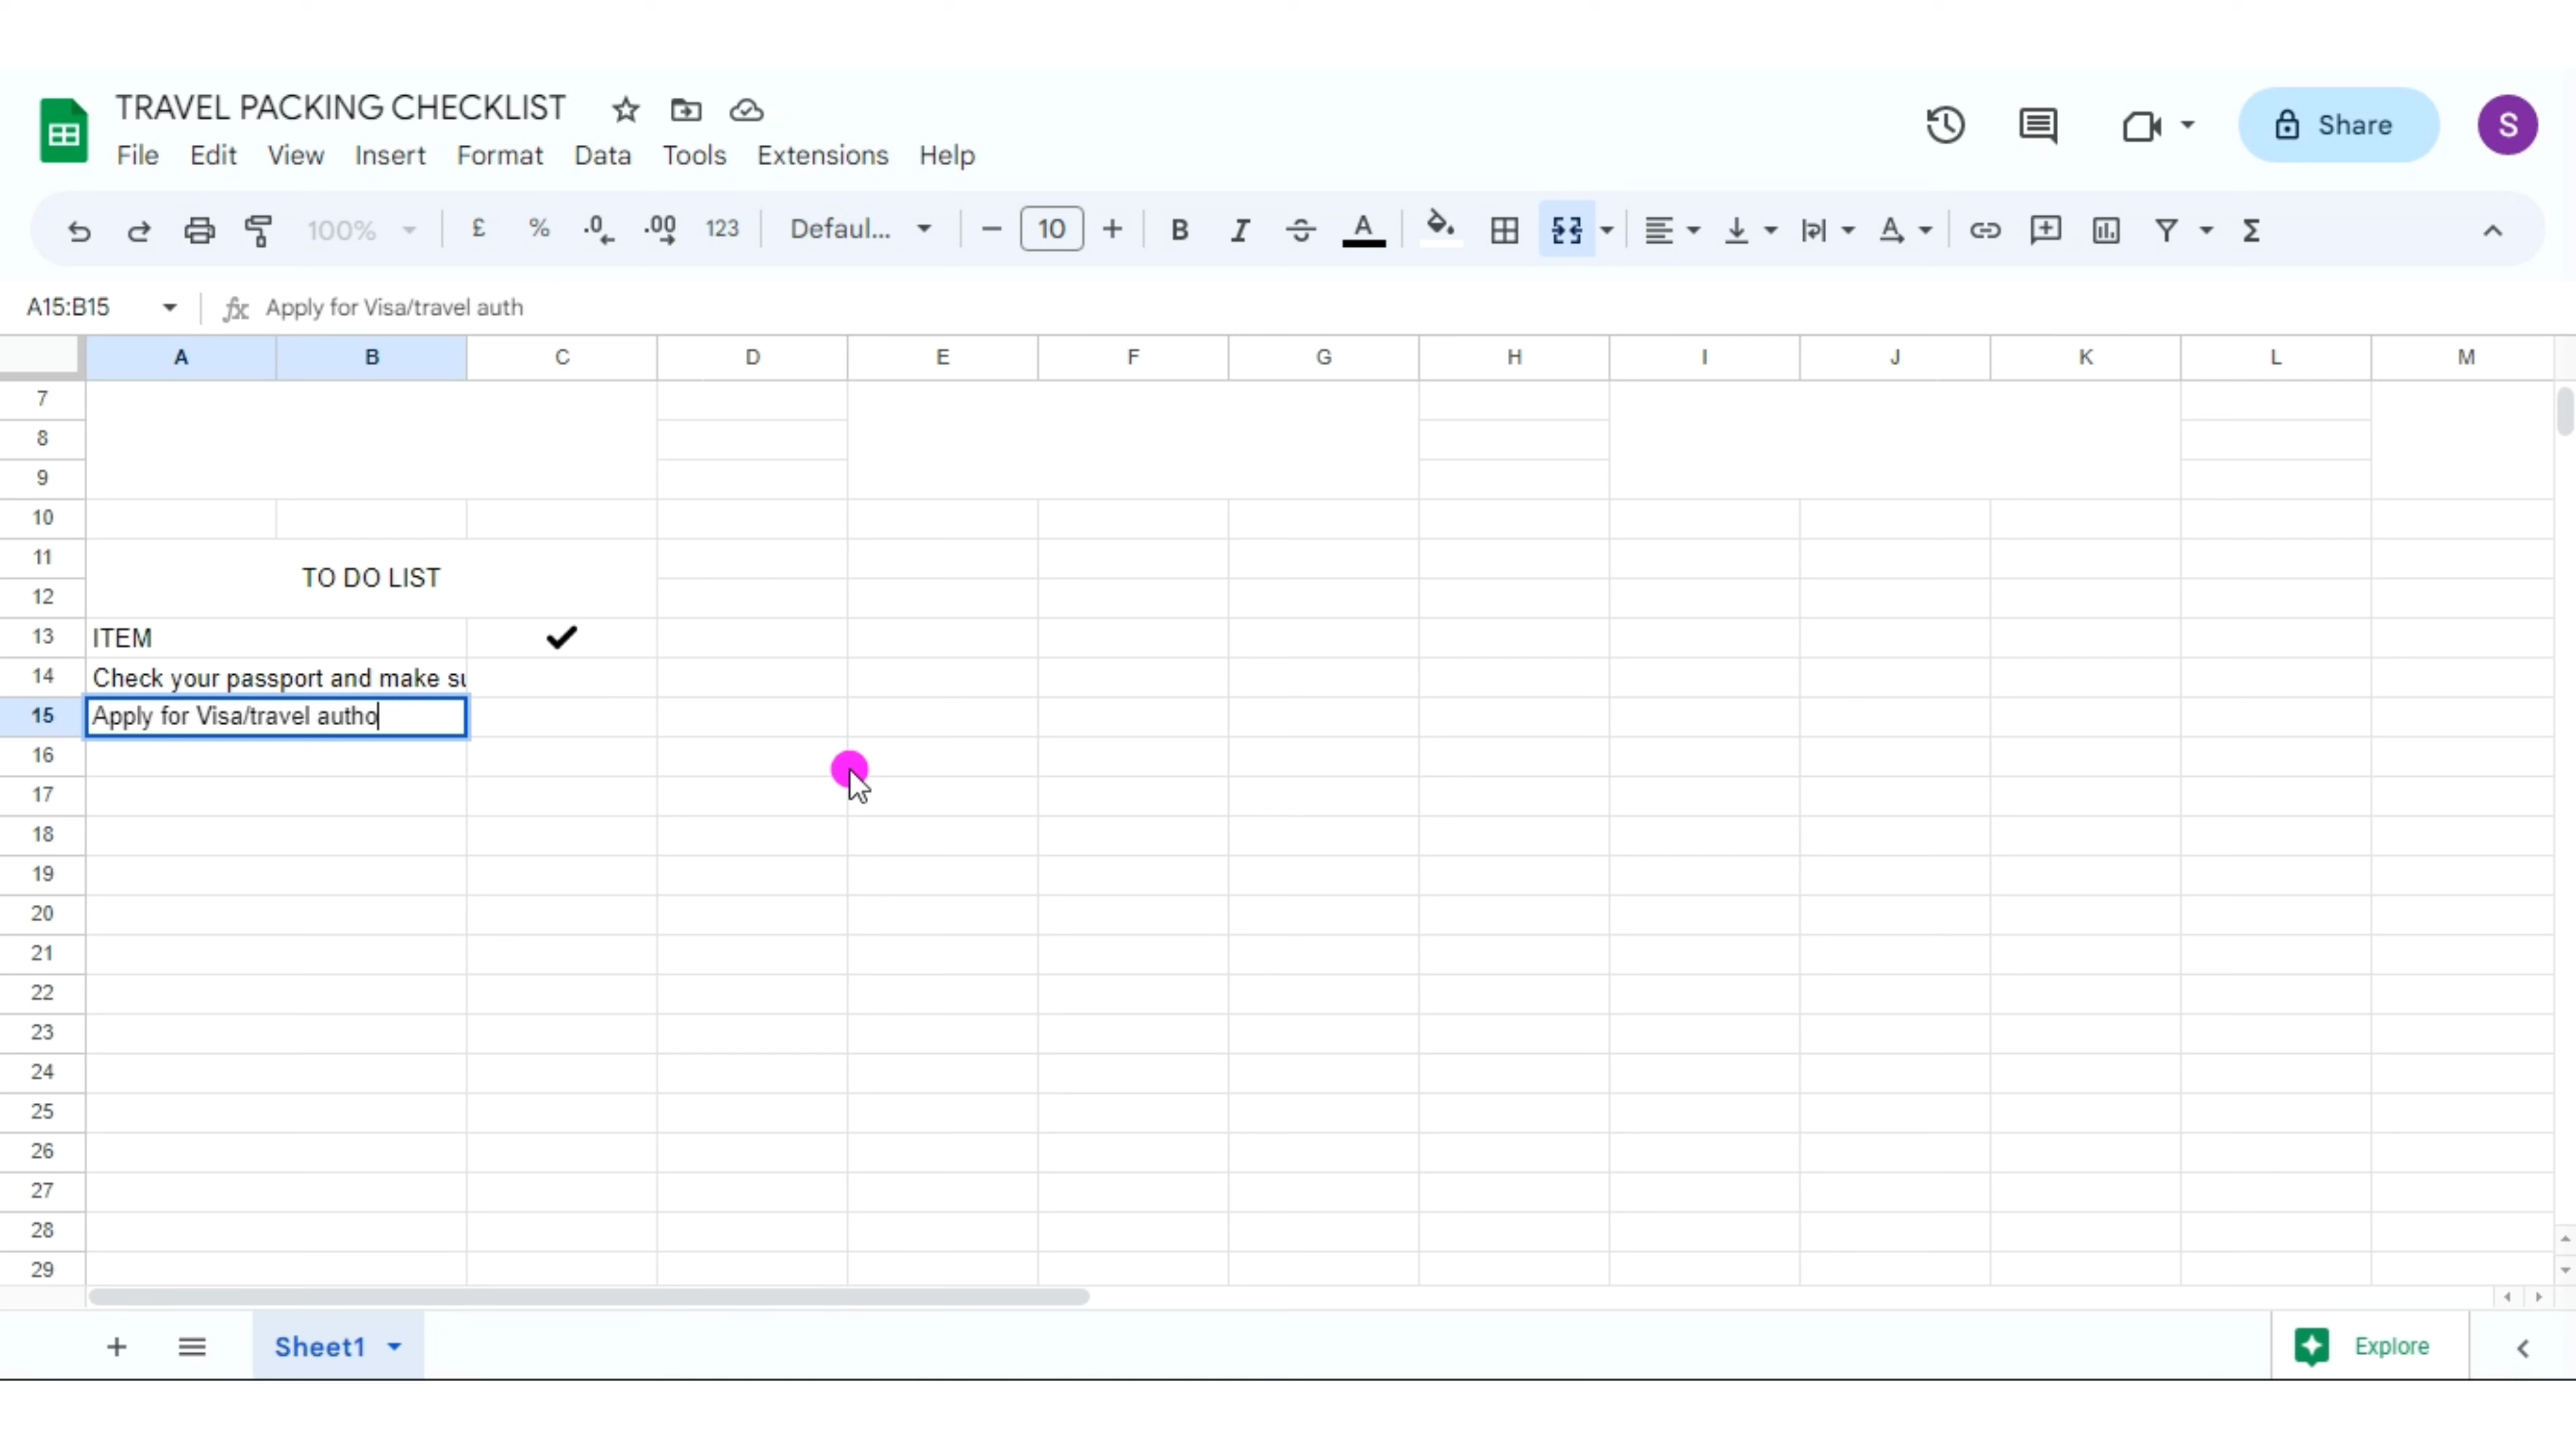 TRAVEL PACKING CHECKLIST
File Edit View Insert Format Data Tools Extensions Help
Share
S
100% £ % .0 .00 123 Defaul... 10 B I A A Σ
A15:B15 fx Apply for Visa/travel auth
A B C D E F G H I J K L M
7
8
9
10
11
TO DO LIST
12
13 ITEM ✔
14 Check your passport and make su
15 Apply for Visa/travel autho
16
17
18
19
20
21
22
23
24
25
26
27
28
29
Sheet1
Explore